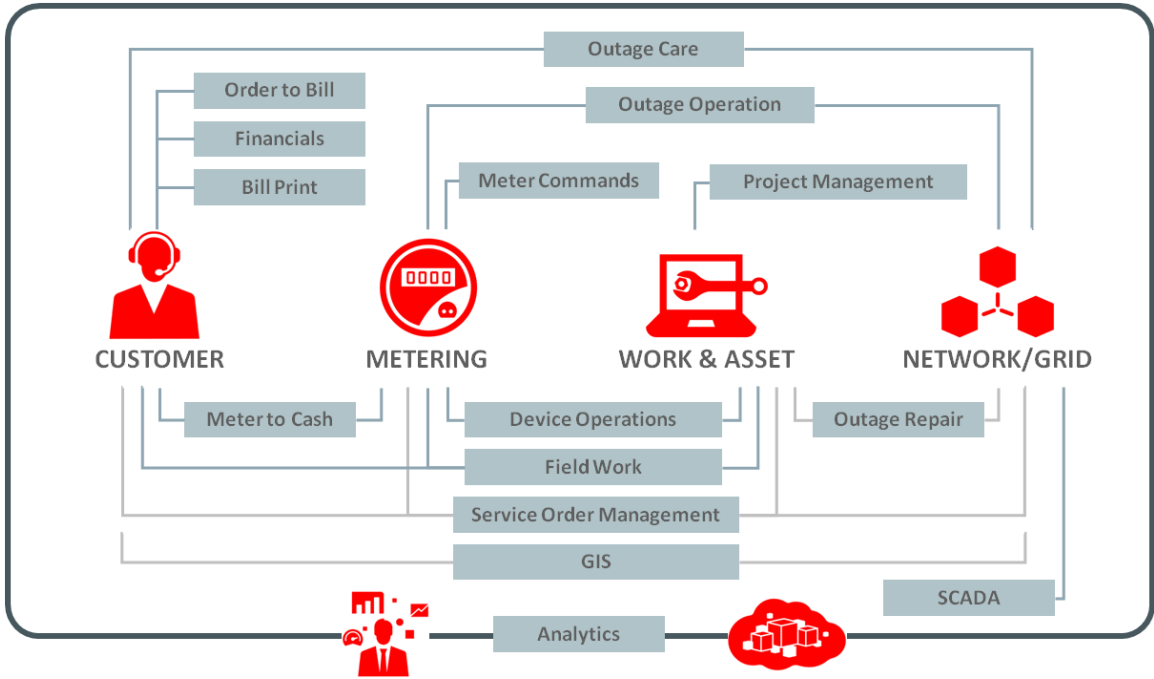 Outage Care
Order to Bill
Outage Operation
Financials
Bill Print
Meter Commands
Project Management
0000
CUSTOMER
METERING
WORK & ASSET
NETWORK/GRID
Meter to Cash
Device Operations
Outage Repair
Field Work
Service Order Management
GIS
SCADA
Analytics